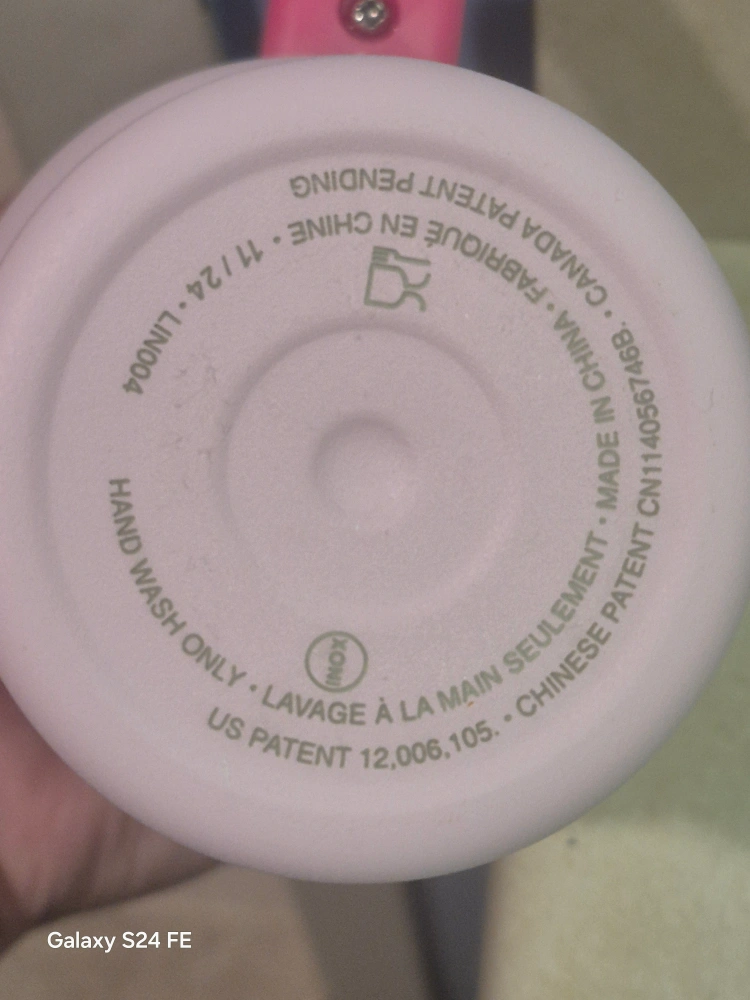 HAND WASH ONLY • LAVAGE À LA MAIN SEULEMENT • MADE IN CHINA • FABRIQUÉ EN CHINE • 11 / 24 • LIN004
US PATENT 12,006,105. • CHINESE PATENT CN114056746B. • CANADA PATENT PENDING
Galaxy S24 FE